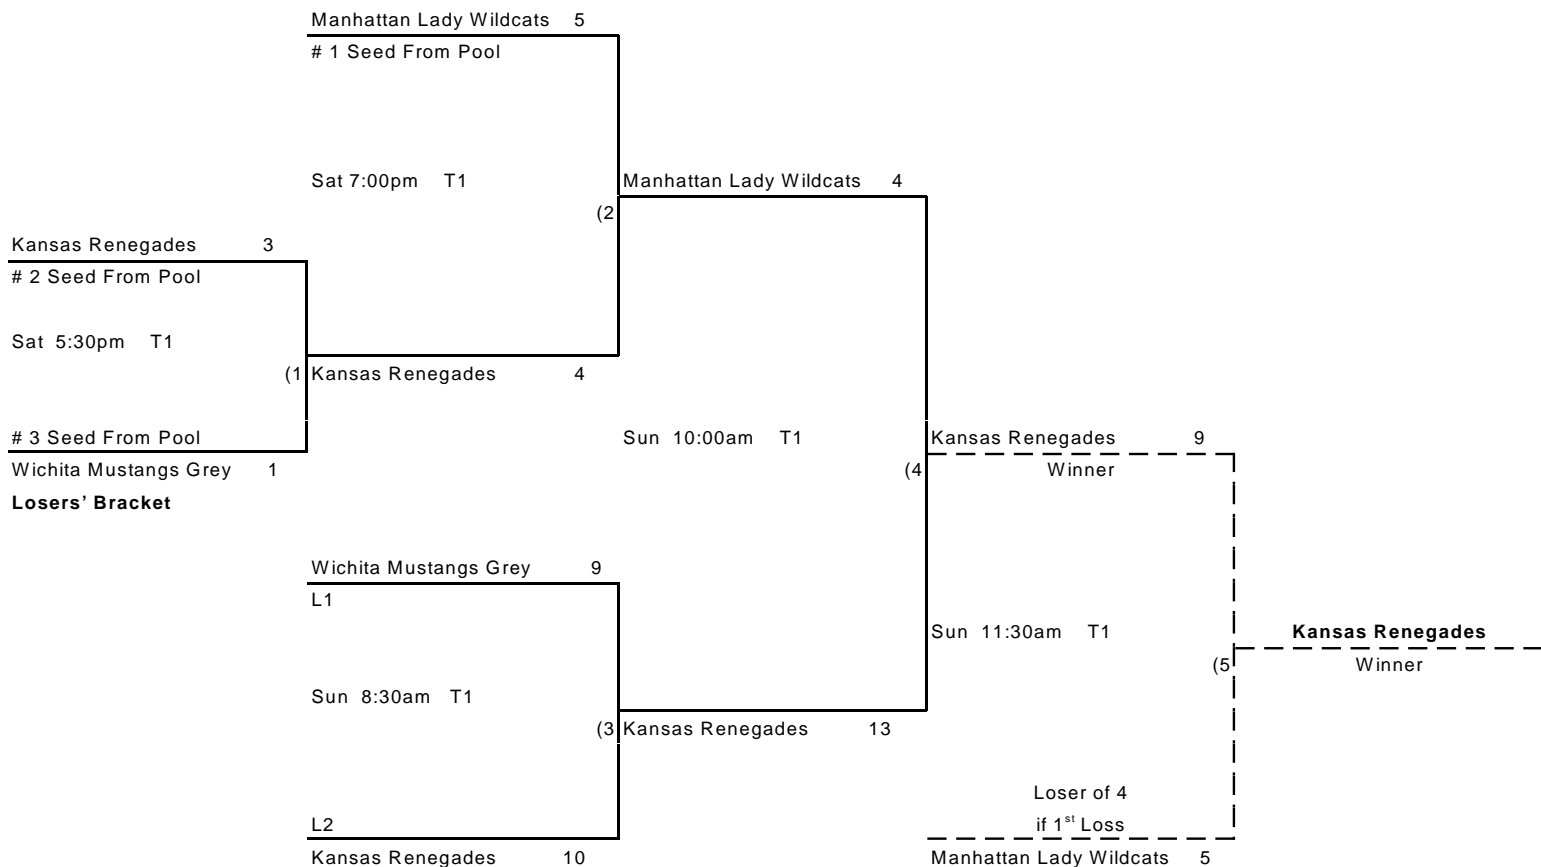 Manhattan Lady Wildcats 5
# 1 Seed From Pool
Sat 7:00pm T1
Manhattan Lady Wildcats 4
(2
Kansas Renegades 3
# 2 Seed From Pool
Sat 5:30pm T1
(1
Kansas Renegades 4
# 3 Seed From Pool
Wichita Mustangs Grey 1
Sun 10:00am T1
Kansas Renegades 9
Winner
(4
Losers’ Bracket
Wichita Mustangs Grey 9
L1
Sun 8:30am T1
(3
Kansas Renegades 13
L2
Kansas Renegades 10
Sun 11:30am T1
(5
Kansas Renegades
Winner
Loser of 4
if 1st Loss
Manhattan Lady Wildcats 5